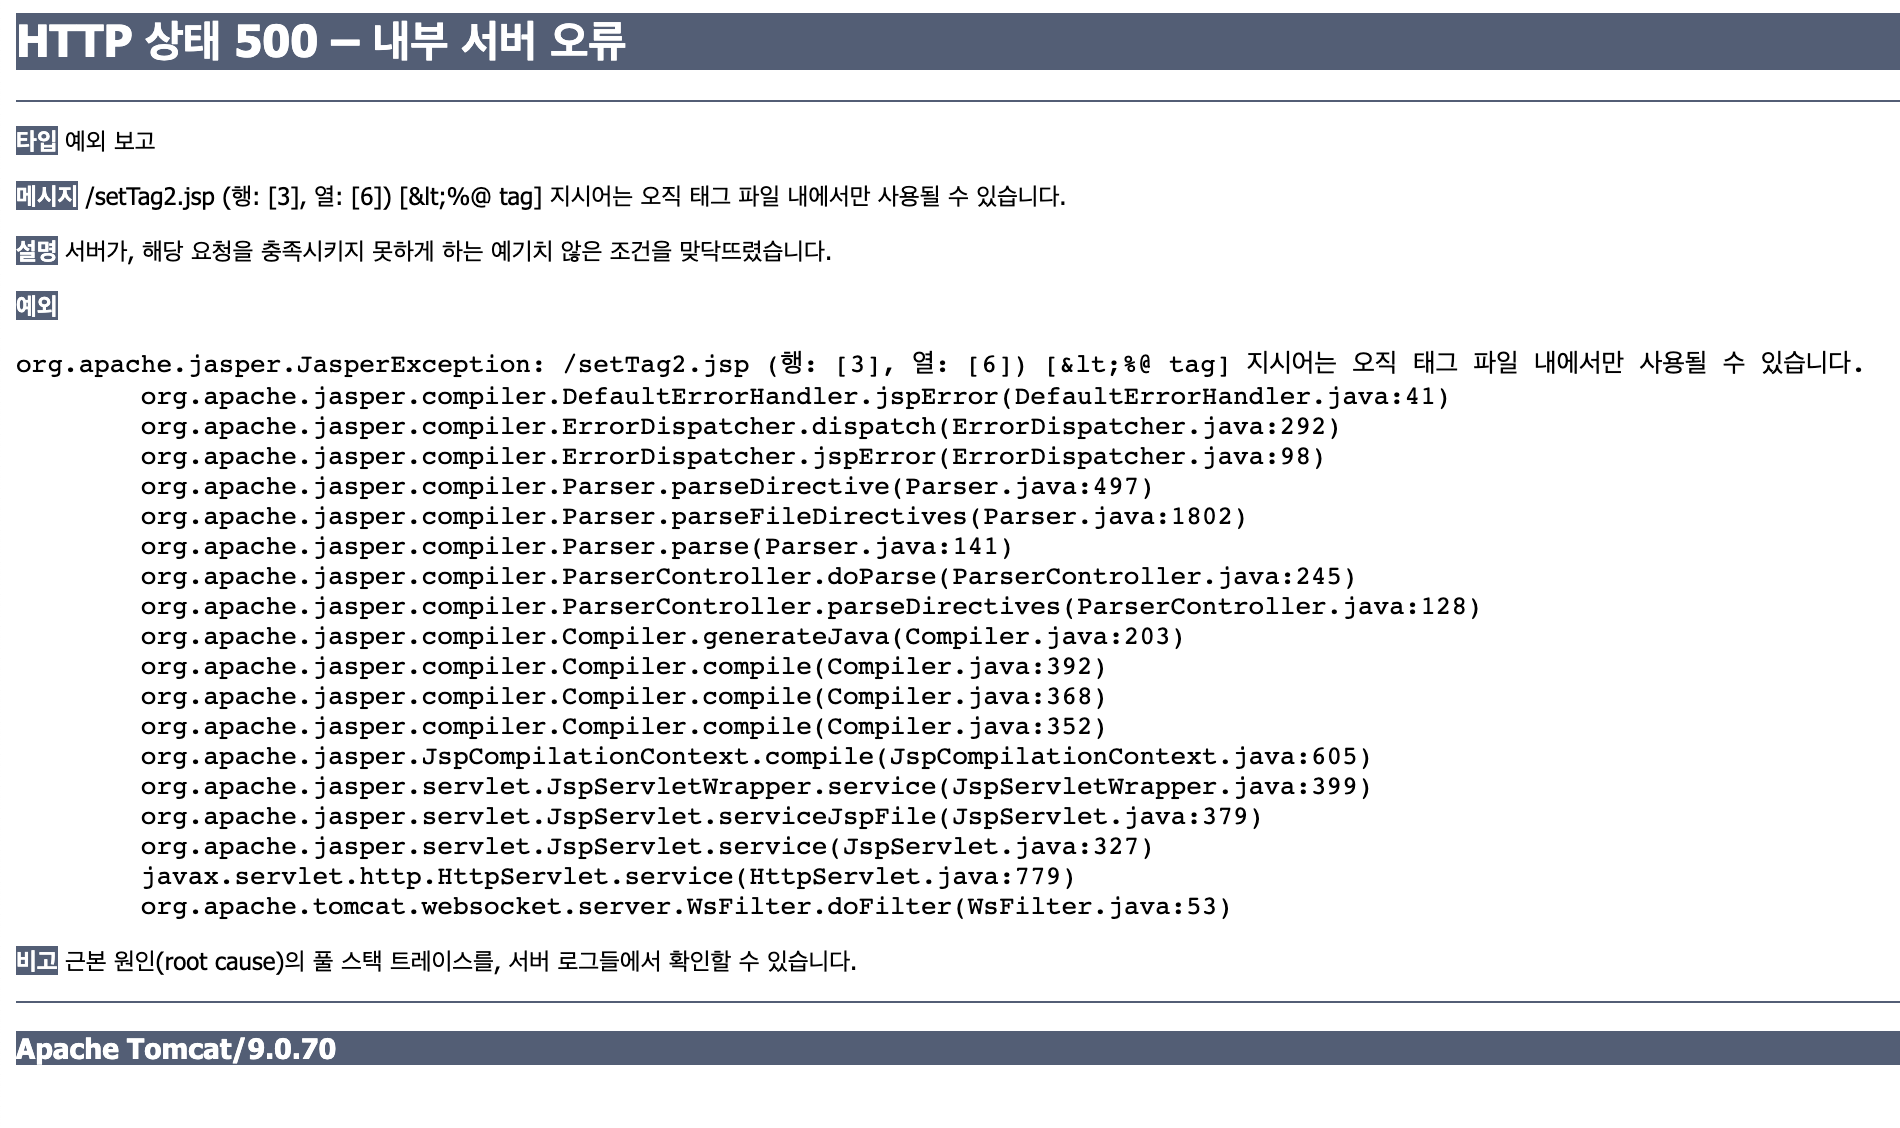 HTTP 상태 500 – 내부 서버 오류
타입 예외 보고
메시지 /setTag2.jsp (행: [3], 열: [6]) [&lt;%@ tag] 지시어는 오직 태그 파일 내에서만 사용될 수 있습니다.
설명 서버가, 해당 요청을 충족시키지 못하게 하는 예기치 않은 조건을 맞닥뜨렸습니다.
예외
org.apache.jasper.JasperException: /setTag2.jsp (행: [3], 열: [6]) [&lt;%@ tag] 지시어는 오직 태그 파일 내에서만 사용될 수 있습니다.
org.apache.jasper.compiler.DefaultErrorHandler.jspError(DefaultErrorHandler.java:41)
org.apache.jasper.compiler.ErrorDispatcher.dispatch(ErrorDispatcher.java:292)
org.apache.jasper.compiler.ErrorDispatcher.jspError(ErrorDispatcher.java:98)
org.apache.jasper.compiler.Parser.parseDirective(Parser.java:497)
org.apache.jasper.compiler.Parser.parseFileDirectives(Parser.java:1802)
org.apache.jasper.compiler.Parser.parse(Parser.java:141)
org.apache.jasper.compiler.ParserController.doParse(ParserController.java:245)
org.apache.jasper.compiler.ParserController.parseDirectives(ParserController.java:128)
org.apache.jasper.compiler.Compiler.generateJava(Compiler.java:203)
org.apache.jasper.compiler.Compiler.compile(Compiler.java:392)
org.apache.jasper.compiler.Compiler.compile(Compiler.java:368)
org.apache.jasper.compiler.Compiler.compile(Compiler.java:352)
org.apache.jasper.JspCompilationContext.compile(JspCompilationContext.java:605)
org.apache.jasper.servlet.JspServletWrapper.service(JspServletWrapper.java:399)
org.apache.jasper.servlet.JspServlet.serviceJspFile(JspServlet.java:379)
org.apache.jasper.servlet.JspServlet.service(JspServlet.java:327)
javax.servlet.http.HttpServlet.service(HttpServlet.java:779)
org.apache.tomcat.websocket.server.WsFilter.doFilter(WsFilter.java:53)
비고 근본 원인(root cause)의 풀 스택 트레이스를, 서버 로그들에서 확인할 수 있습니다.
Apache Tomcat/9.0.70